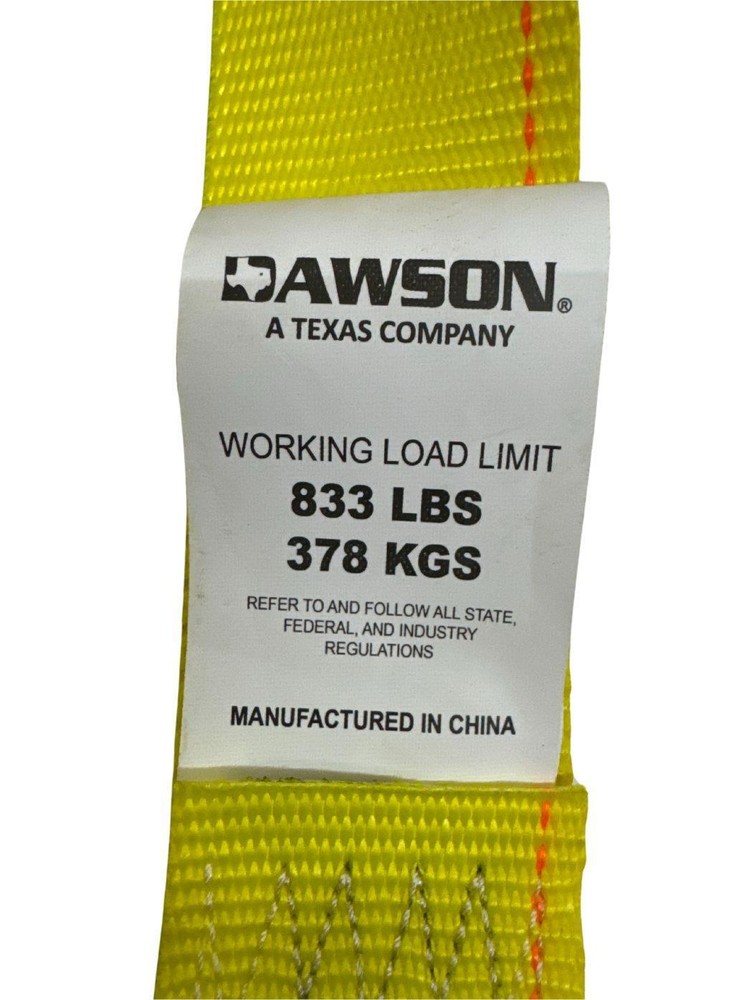 DAWSON®
A TEXAS COMPANY
WORKING LOAD LIMIT
833 LBS
378 KGS
REFER TO AND FOLLOW ALL STATE,
FEDERAL, AND INDUSTRY
REGULATIONS
MANUFACTURED IN CHINA